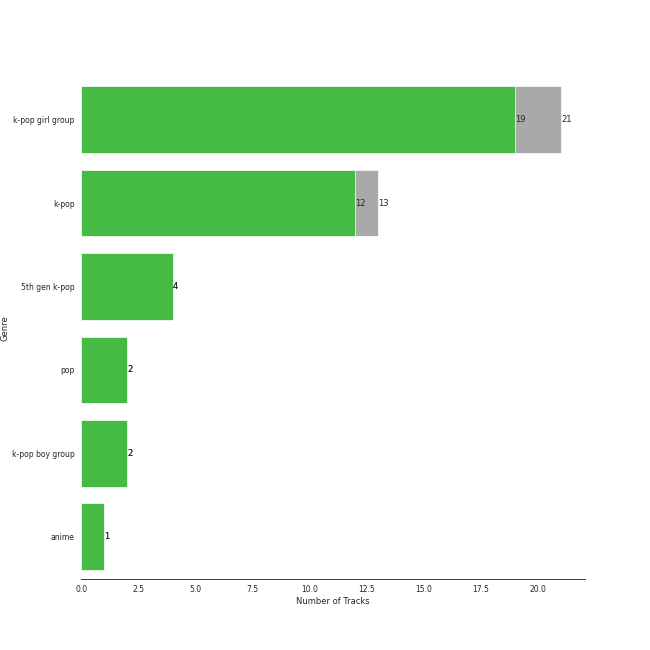 k-pop girl group 19 21
k-pop 12 13
5th gen k-pop 4
pop 2
k-pop boy group 2
anime 1
Genre
0.0 2.5 5.0 7.5 10.0 12.5 15.0 17.5 20.0
Number of Tracks